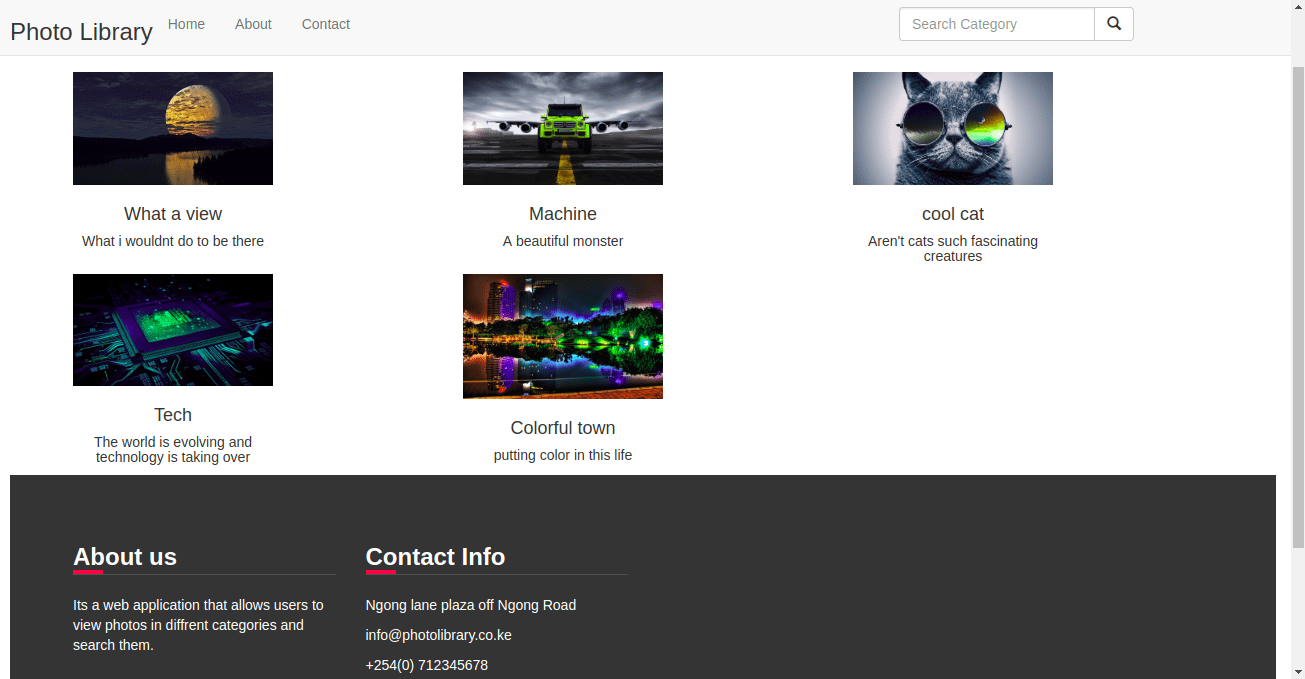 Photo Library
Home
About
Contact
Search Category
What a view
What i wouldnt do to be there
Machine
A beautiful monster
cool cat
Aren't cats such fascinating
creatures
Tech
The world is evolving and
technology is taking over
Colorful town
putting color in this life
About us
Its a web application that allows users to
view photos in diffrent categories and
search them.
Contact Info
Ngong lane plaza off Ngong Road
info@photolibrary.co.ke
+254(0) 712345678